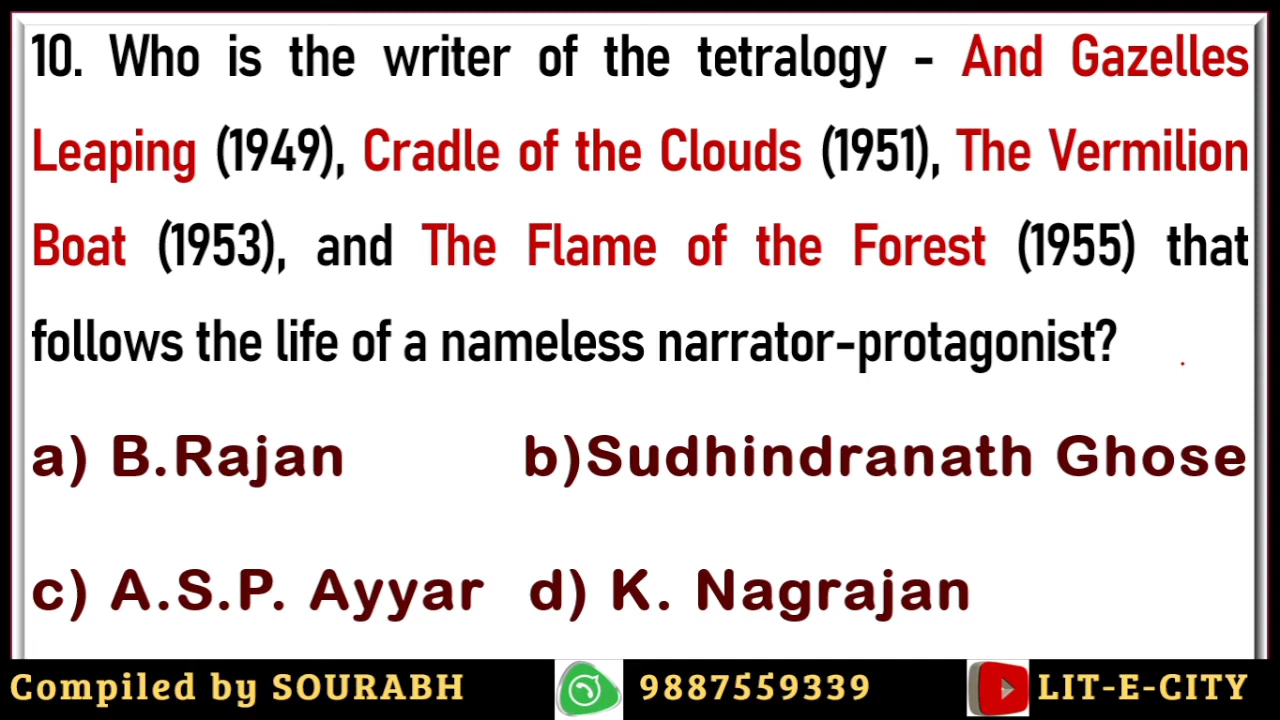 10. Who is the writer of the tetralogy - And Gazelles
Leaping (1949), Cradle of the Clouds (1951), The Vermilion
Boat (1953), and The Flame of the Forest (1955) that
follows the life of a nameless narrator-protagonist?
a) B.Rajan b)Sudhindranath Ghose
c) A.S.P. Ayyar d) K. Nagrajan
Compiled by SOURABH 9887559339 LIT-E-CITY